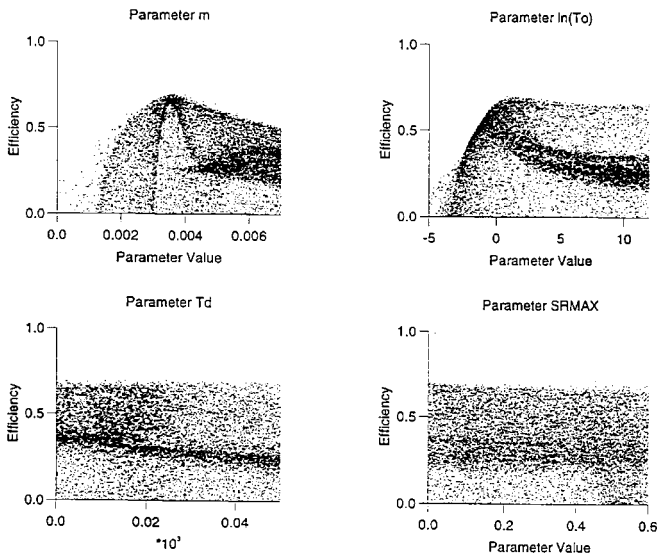 Parameter m
1.0
0.5
0.0
Efficiency
0.0 0.002 0.004 0.006
Parameter Value
Parameter ln(To)
1.0
0.5
0.0
Efficiency
-5 0 5 10
Parameter Value
Parameter Td
1.0
0.5
0.0
Efficiency
0.0 0.02 0.04
*10³
Parameter SRMAX
1.0
0.5
0.0
Efficiency
0.0 0.2 0.4 0.6
Parameter Value